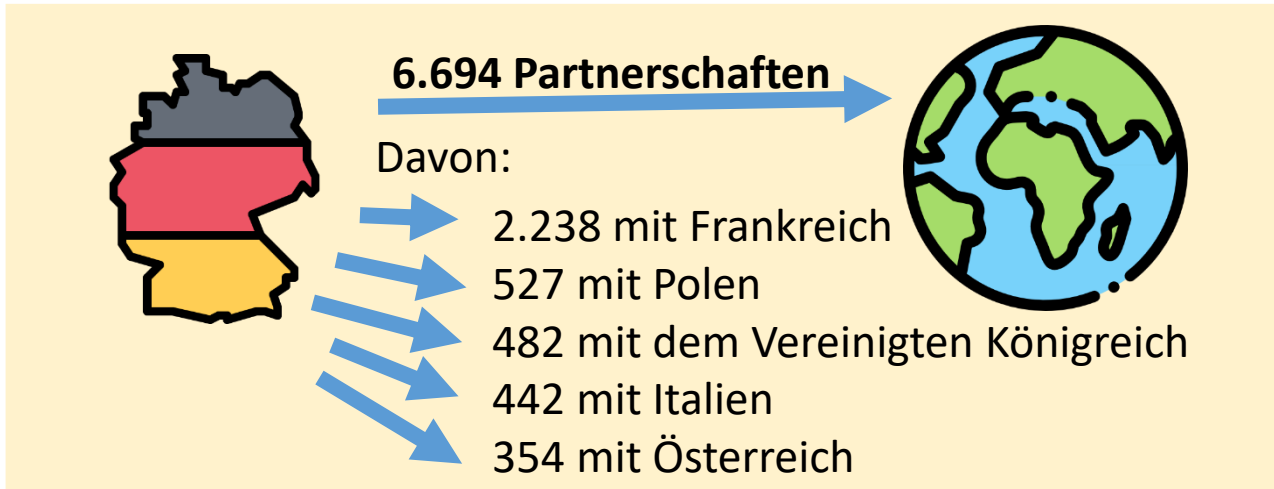 6.694 Partnerschaften
Davon:
2.238 mit Frankreich
527 mit Polen
482 mit dem Vereinigten Königreich
442 mit Italien
354 mit Österreich